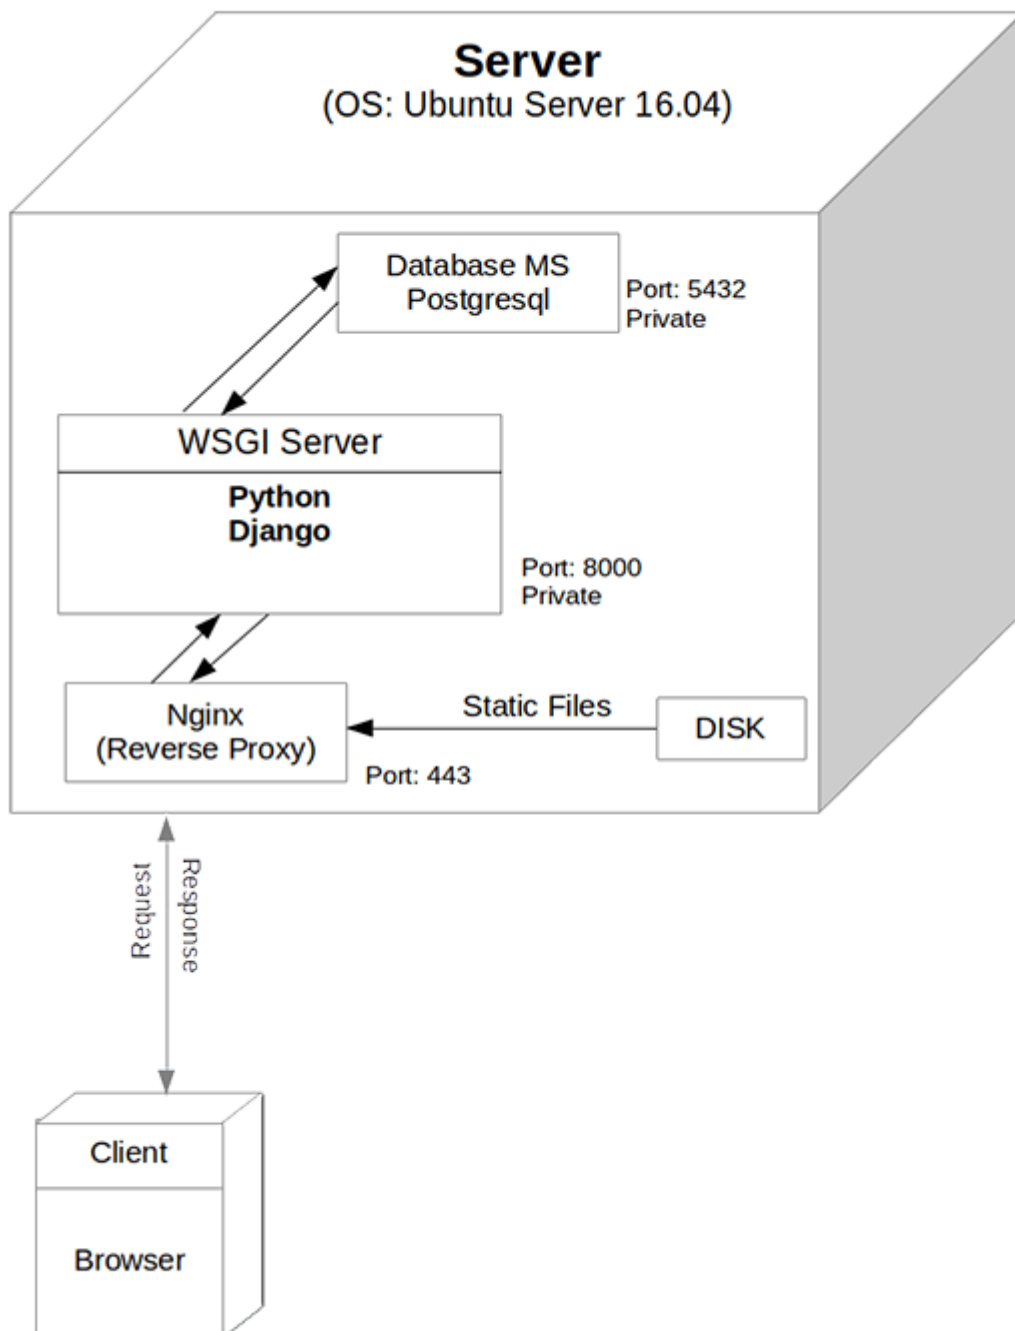 Server
(OS: Ubuntu Server 16.04)
Database MS
Postgresql
Port: 5432
Private
WSGI Server
Python
Django
Port: 8000
Private
Nginx
(Reverse Proxy)
Port: 443
Static Files
DISK
Request
Response
Client
Browser